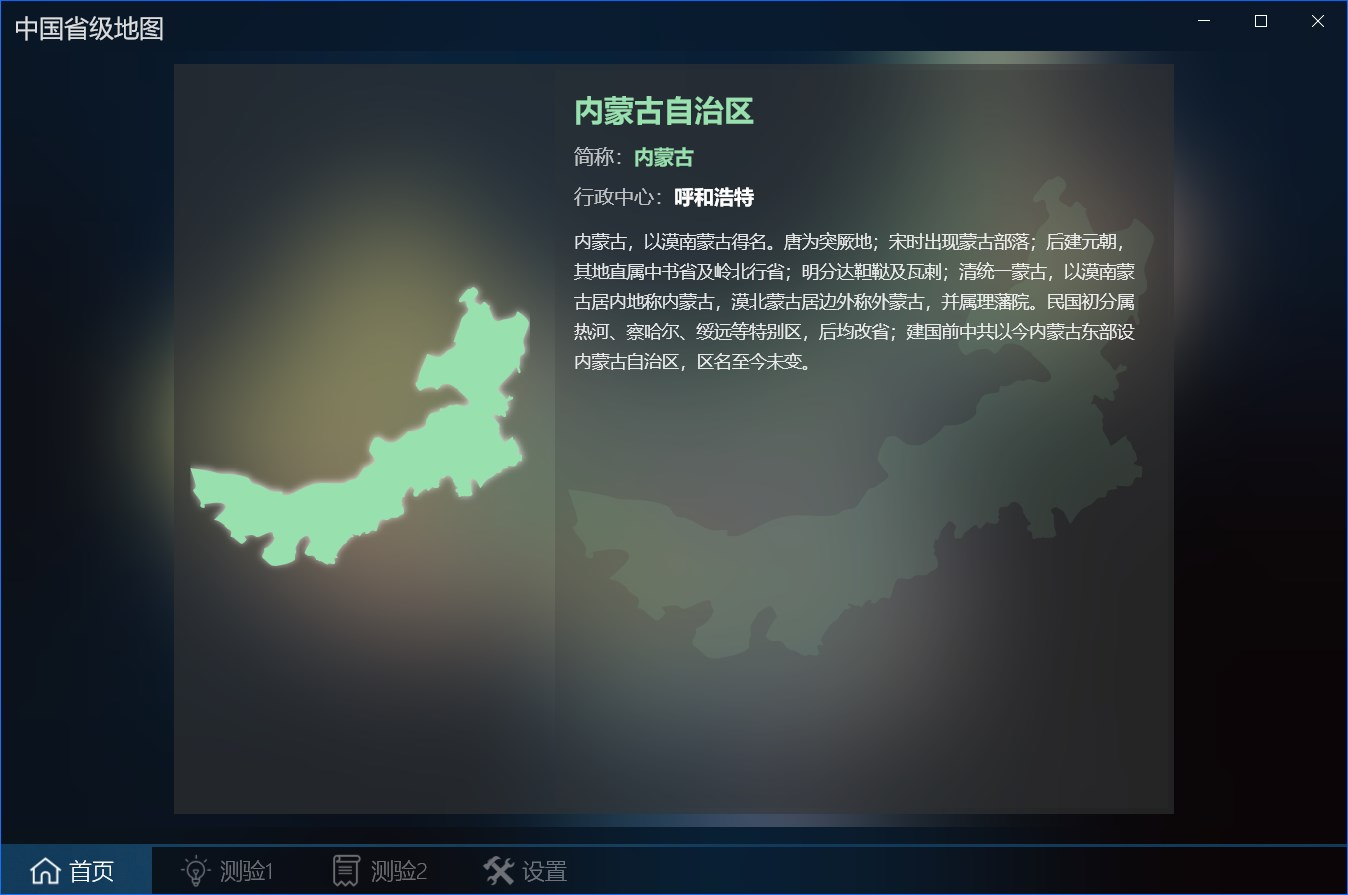 中国省级地图
内蒙古自治区
简称：内蒙古
行政中心：呼和浩特
内蒙古，以漠南蒙古得名。唐为突厥地；宋时出现蒙古部落；后建元朝，
其地直属中书省及岭北行省；明分达靼鞑及瓦剌；清统一蒙古，以漠南蒙
古居内地称内蒙古，漠北蒙古居边外称外蒙古，并属理藩院。民国初分属
热河、察哈尔、绥远等特别区，后均改省；建国前中共以今内蒙古东部设
内蒙古自治区，区名至今未变。
首页
测验1
测验2
设置